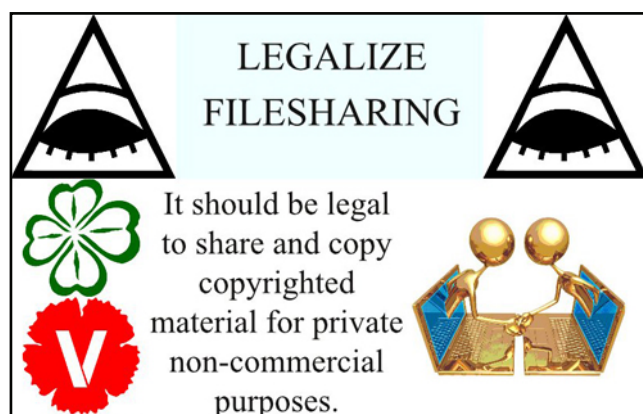 LEGALIZE
FILESHARING
It should be legal
to share and copy
copyrighted
material for private
non-commercial
purposes.
V